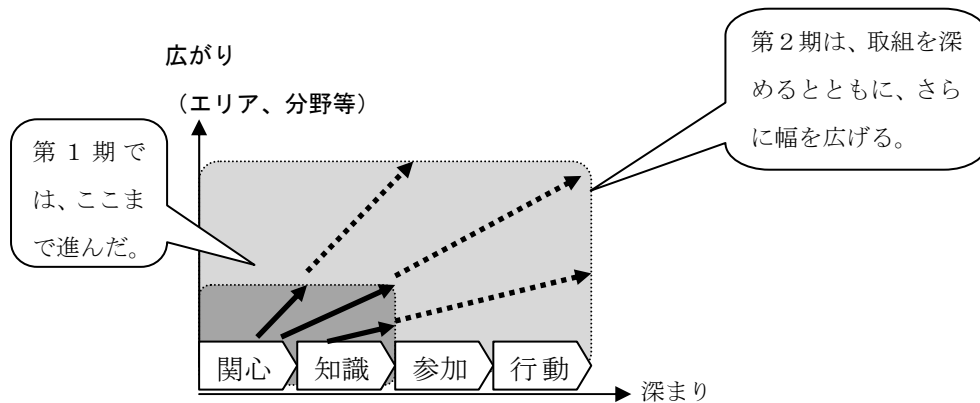 広がり
(エリア、分野等)
第1期で
は、ここま
で進んだ。
第2期は、取組を深
めるとともに、さら
に幅を広げる。
関心
知識
参加
行動
深まり